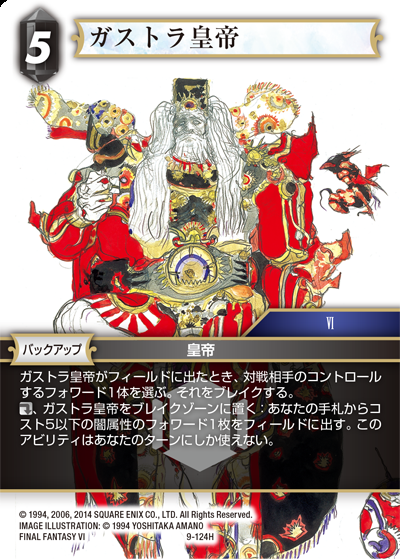 5
ガストラ皇帝
VI
バックアップ
皇帝
ガストラ皇帝がフィールドに出たとき、対戦相手のコントロール
するフォワード1体を選ぶ。それをブレイクする。
、ガストラ皇帝をブレイクゾーンに置く：あなたの手札からコ
スト5以下の闇属性のフォワード1枚をフィールドに出す。この
アビリティはあなたのターンにしか使えない。
© 1994, 2006, 2014 SQUARE ENIX CO., LTD. All Rights Reserved.
IMAGE ILLUSTRATION: © 1994 YOSHITAKA AMANO
FINAL FANTASY VI
9-124H